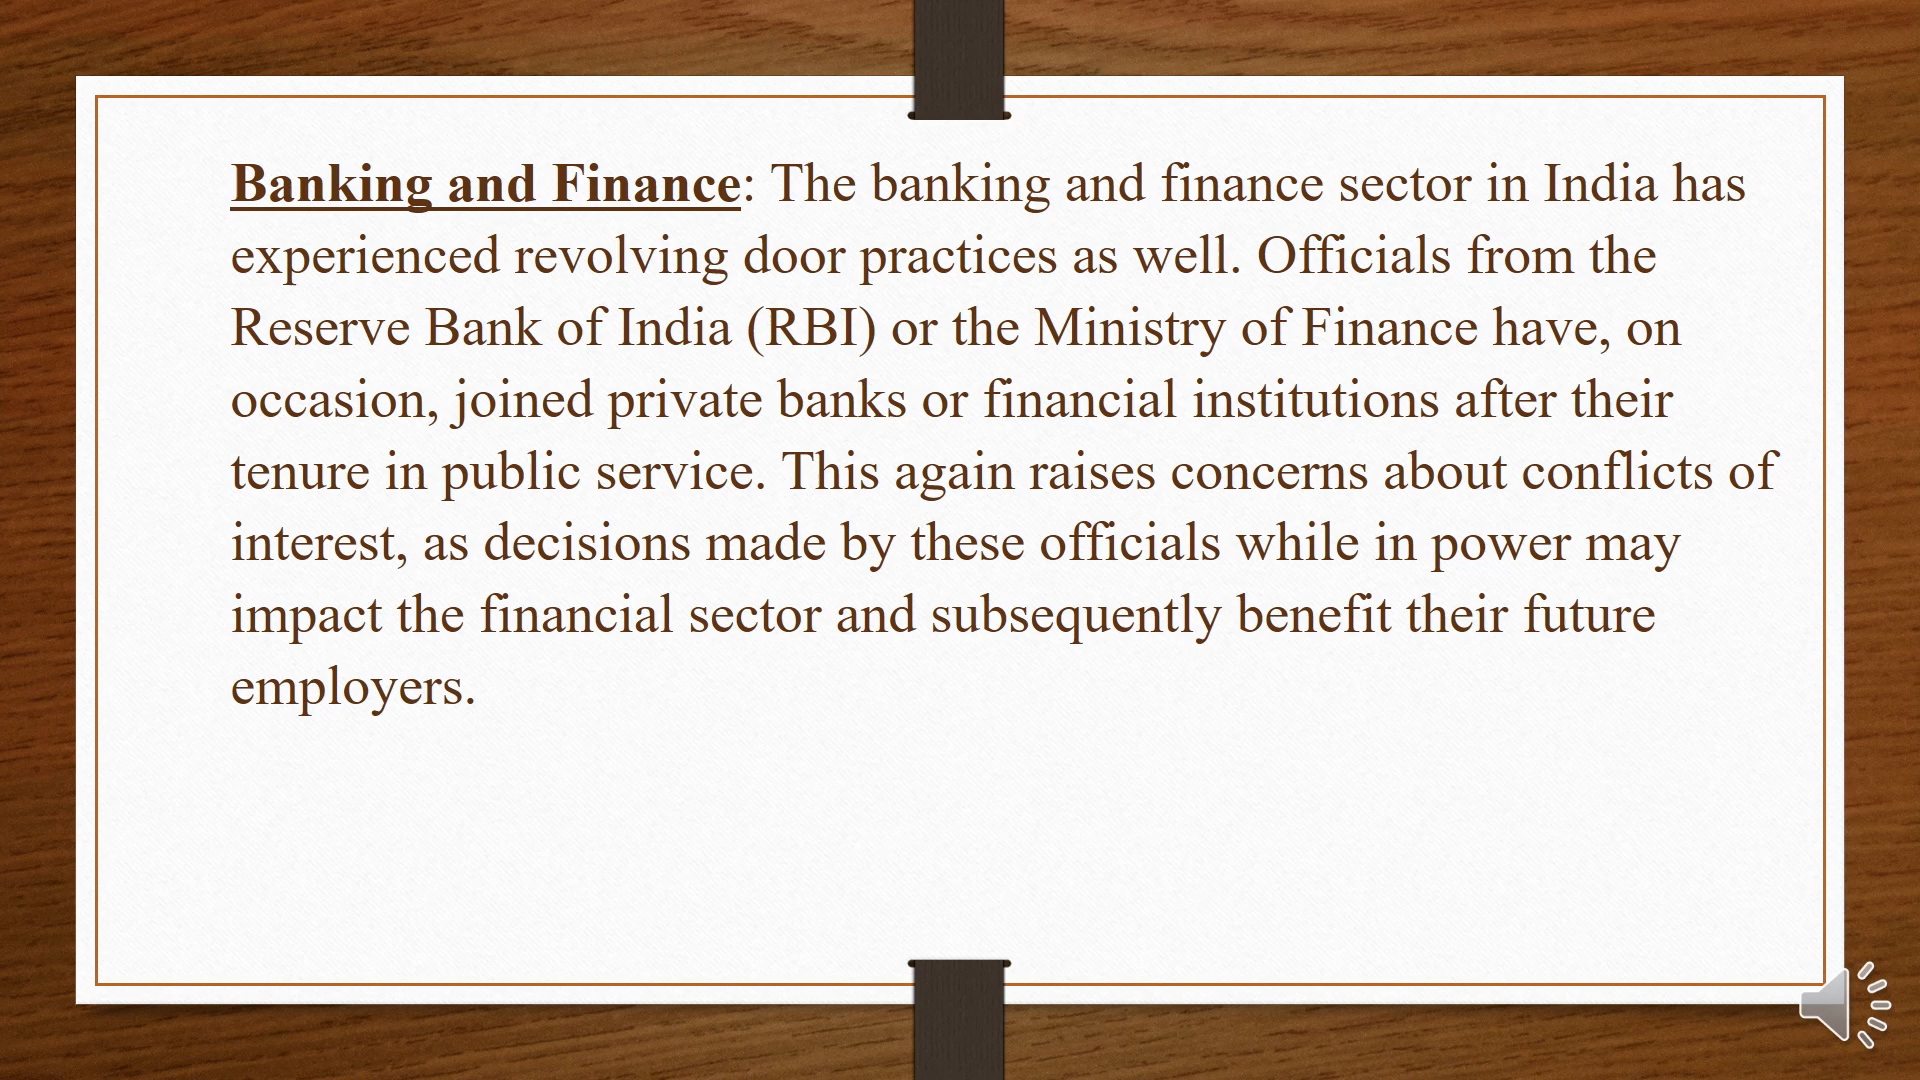 Banking and Finance: The banking and finance sector in India has
experienced revolving door practices as well. Officials from the
Reserve Bank of India (RBI) or the Ministry of Finance have, on
occasion, joined private banks or financial institutions after their
tenure in public service. This again raises concerns about conflicts of
interest, as decisions made by these officials while in power may
impact the financial sector and subsequently benefit their future
employers.